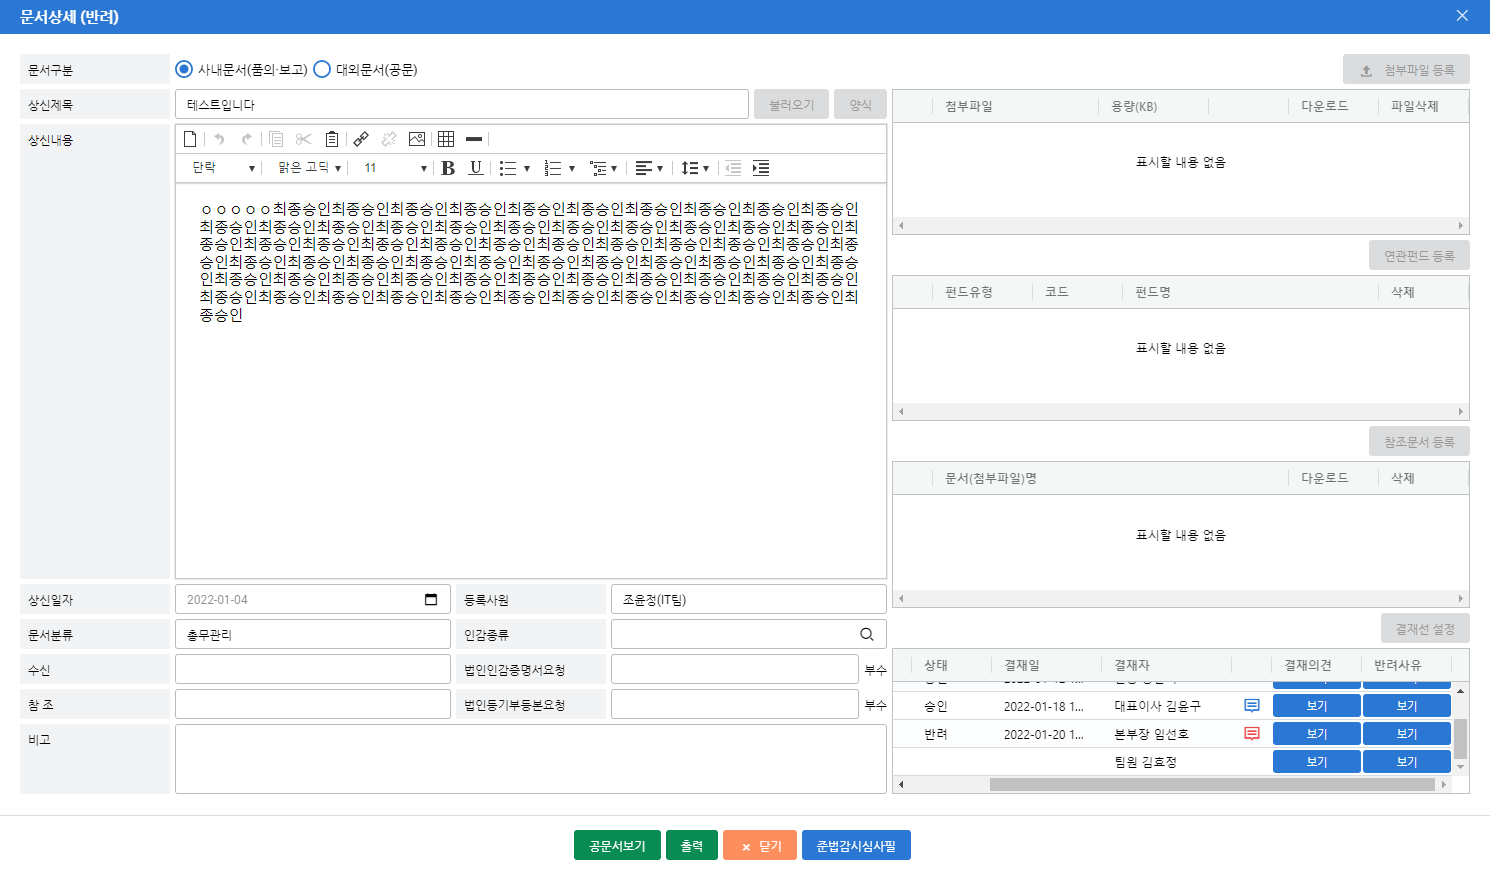 문서상세 (반려)
문서구분
사내문서(품의·보고)
대외문서(공문)
첨부파일 등록
상신제목
테스트입니다
불러오기
양식
첨부파일
용량(KB)
다운로드
파일삭제
상신내용
표시할 내용 없음
단락
맑은 고딕
11
B
U
ㅇㅇㅇㅇㅇ최종승인최종승인최종승인최종승인최종승인최종승인최종승인최종승인최종승인최종승인
최종승인최종승인최종승인최종승인최종승인최종승인최종승인최종승인최종승인최종승인최종승인최
종승인최종승인최종승인최종승인최종승인최종승인최종승인최종승인최종승인최종승인최종승인최종
승인최종승인최종승인최종승인최종승인최종승인최종승인최종승인최종승인최종승인최종승인최종승
인최종승인최종승인최종승인최종승인최종승인최종승인최종승인최종승인최종승인최종승인최종승인
최종승인최종승인최종승인최종승인최종승인최종승인최종승인최종승인최종승인최종승인최종승인최
종승인
연관펀드 등록
펀드유형
코드
펀드명
삭제
표시할 내용 없음
참조문서 등록
문서(첨부파일)명
다운로드
삭제
표시할 내용 없음
상신일자
2022-01-04
등록사원
조윤정(IT팀)
문서분류
총무관리
인감종류
결재선 설정
수신
법인인감증명서요청
부수
상태
결재일
결재자
결재의견
반려사유
참 조
법인등기부등본요청
부수
승인
2022-01-18 1...
대표이사 김윤구
보기
보기
비고
반려
2022-01-20 1...
본부장 임선호
보기
보기
팀원 김효정
보기
보기
공문서보기
출력
닫기
준법감시심사필